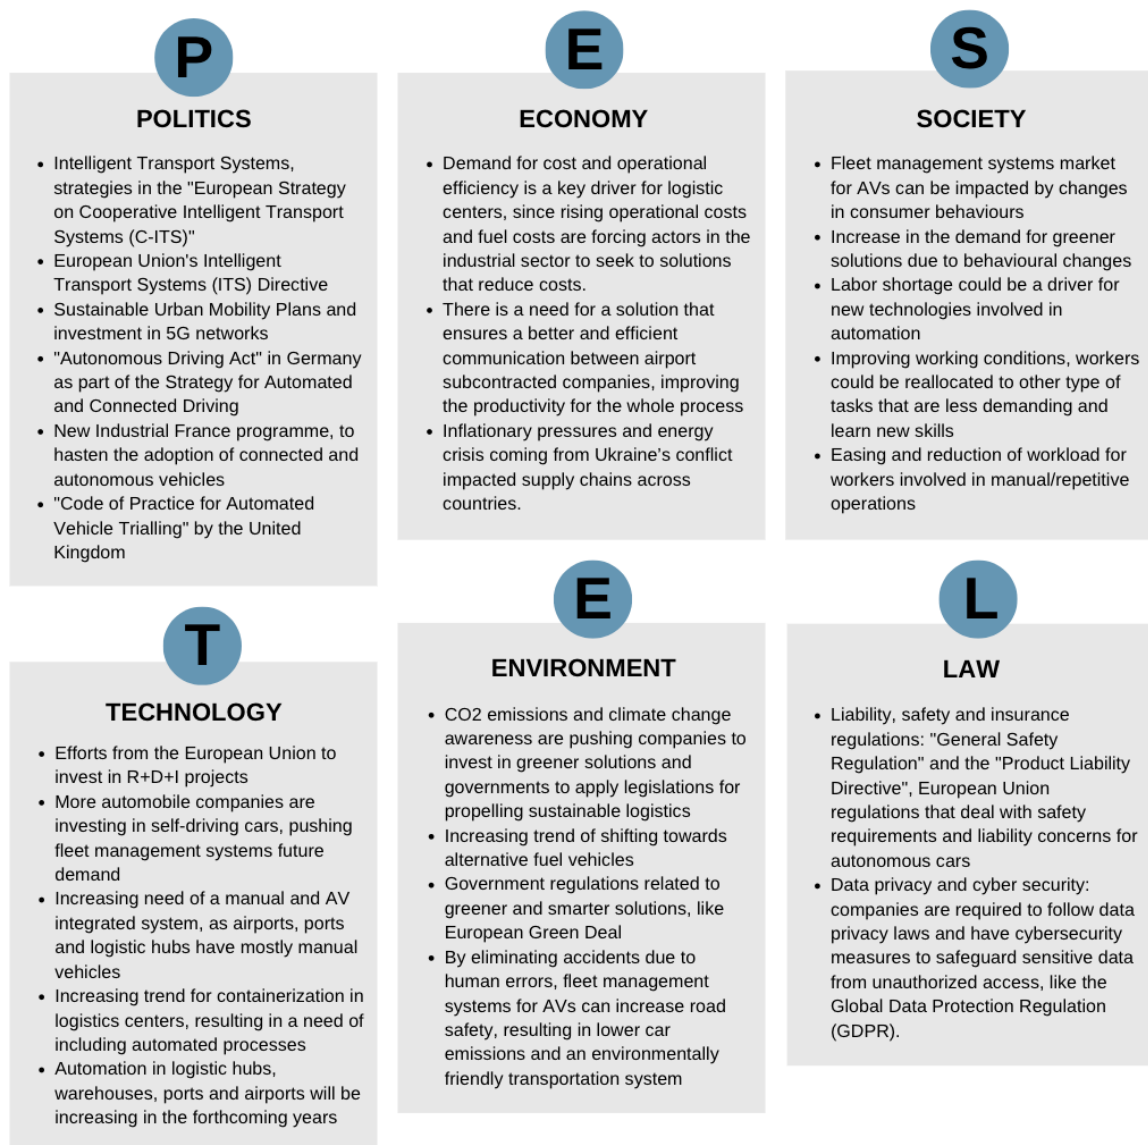 P
POLITICS
• Intelligent Transport Systems,
strategies in the "European Strategy
on Cooperative Intelligent Transport
Systems (C-ITS)"
• European Union's Intelligent
Transport Systems (ITS) Directive
• Sustainable Urban Mobility Plans and
investment in 5G networks
• "Autonomous Driving Act" in Germany
as part of the Strategy for Automated
and Connected Driving
• New Industrial France programme, to
hasten the adoption of connected and
autonomous vehicles
• "Code of Practice for Automated
Vehicle Trialling" by the United
Kingdom
E
ECONOMY
• Demand for cost and operational
efficiency is a key driver for logistic
centers, since rising operational costs
and fuel costs are forcing actors in the
industrial sector to seek to solutions
that reduce costs.
• There is a need for a solution that
ensures a better and efficient
communication between airport
subcontracted companies, improving
the productivity for the whole process
• Inflationary pressures and energy
crisis coming from Ukraine's conflict
impacted supply chains across
countries.
S
SOCIETY
• Fleet management systems market
for AVs can be impacted by changes
in consumer behaviours
• Increase in the demand for greener
solutions due to behavioural changes
• Labor shortage could be a driver for
new technologies involved in
automation
• Improving working conditions, workers
could be reallocated to other type of
tasks that are less demanding and
learn new skills
• Easing and reduction of workload for
workers involved in manual/repetitive
operations
T
TECHNOLOGY
• Efforts from the European Union to
invest in R+D+I projects
• More automobile companies are
investing in self-driving cars, pushing
fleet management systems future
demand
• Increasing need of a manual and AV
integrated system, as airports, ports
and logistic hubs have mostly manual
vehicles
• Increasing trend for containerization in
logistics centers, resulting in a need of
including automated processes
• Automation in logistic hubs,
warehouses, ports and airports will be
increasing in the forthcoming years
E
ENVIRONMENT
• CO2 emissions and climate change
awareness are pushing companies to
invest in greener solutions and
governments to apply legislations for
propelling sustainable logistics
• Increasing trend of shifting towards
alternative fuel vehicles
• Government regulations related to
greener and smarter solutions, like
European Green Deal
• By eliminating accidents due to
human errors, fleet management
systems for AVs can increase road
safety, resulting in lower car
emissions and an environmentally
friendly transportation system
L
LAW
• Liability, safety and insurance
regulations: "General Safety
Regulation" and the "Product Liability
Directive", European Union
regulations that deal with safety
requirements and liability concerns for
autonomous cars
• Data privacy and cyber security:
companies are required to follow data
privacy laws and have cybersecurity
measures to safeguard sensitive data
from unauthorized access, like the
Global Data Protection Regulation
(GDPR).